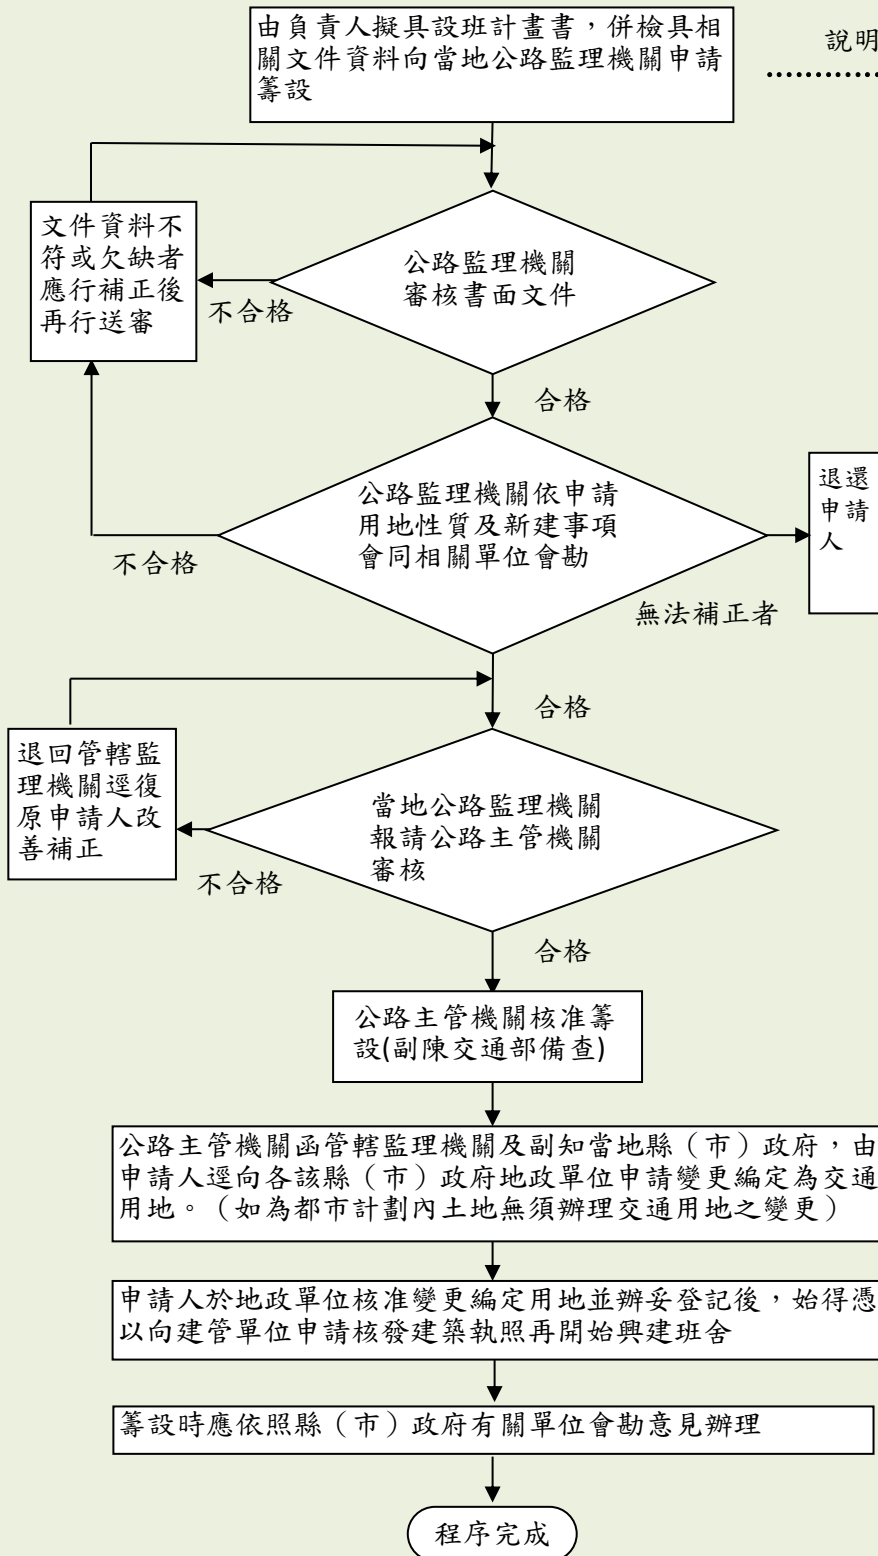 由負責人擬具設班計畫書，併檢具相
關文件資料向當地公路監理機關申請
籌設
說明
文件資料不
符或欠缺者
應行補正後
再行送審
公路監理機關
審核書面文件
不合格
合格
公路監理機關依申請
用地性質及新建事項
會同相關單位會勘
退還
申請
人
不合格
無法補正者
合格
退回管轄監
理機關逕復
原申請人改
善補正
當地公路監理機關
報請公路主管機關
審核
不合格
合格
公路主管機關核准籌
設(副陳交通部備查)
公路主管機關函管轄監理機關及副知當地縣（市）政府，由
申請人逕向各該縣（市）政府地政單位申請變更編定為交通
用地。（如為都市計劃內土地無須辦理交通用地之變更）
申請人於地政單位核准變更編定用地並辦妥登記後，始得憑
以向建管單位申請核發建築執照再開始興建班舍
籌設時應依照縣（市）政府有關單位會勘意見辦理
程序完成